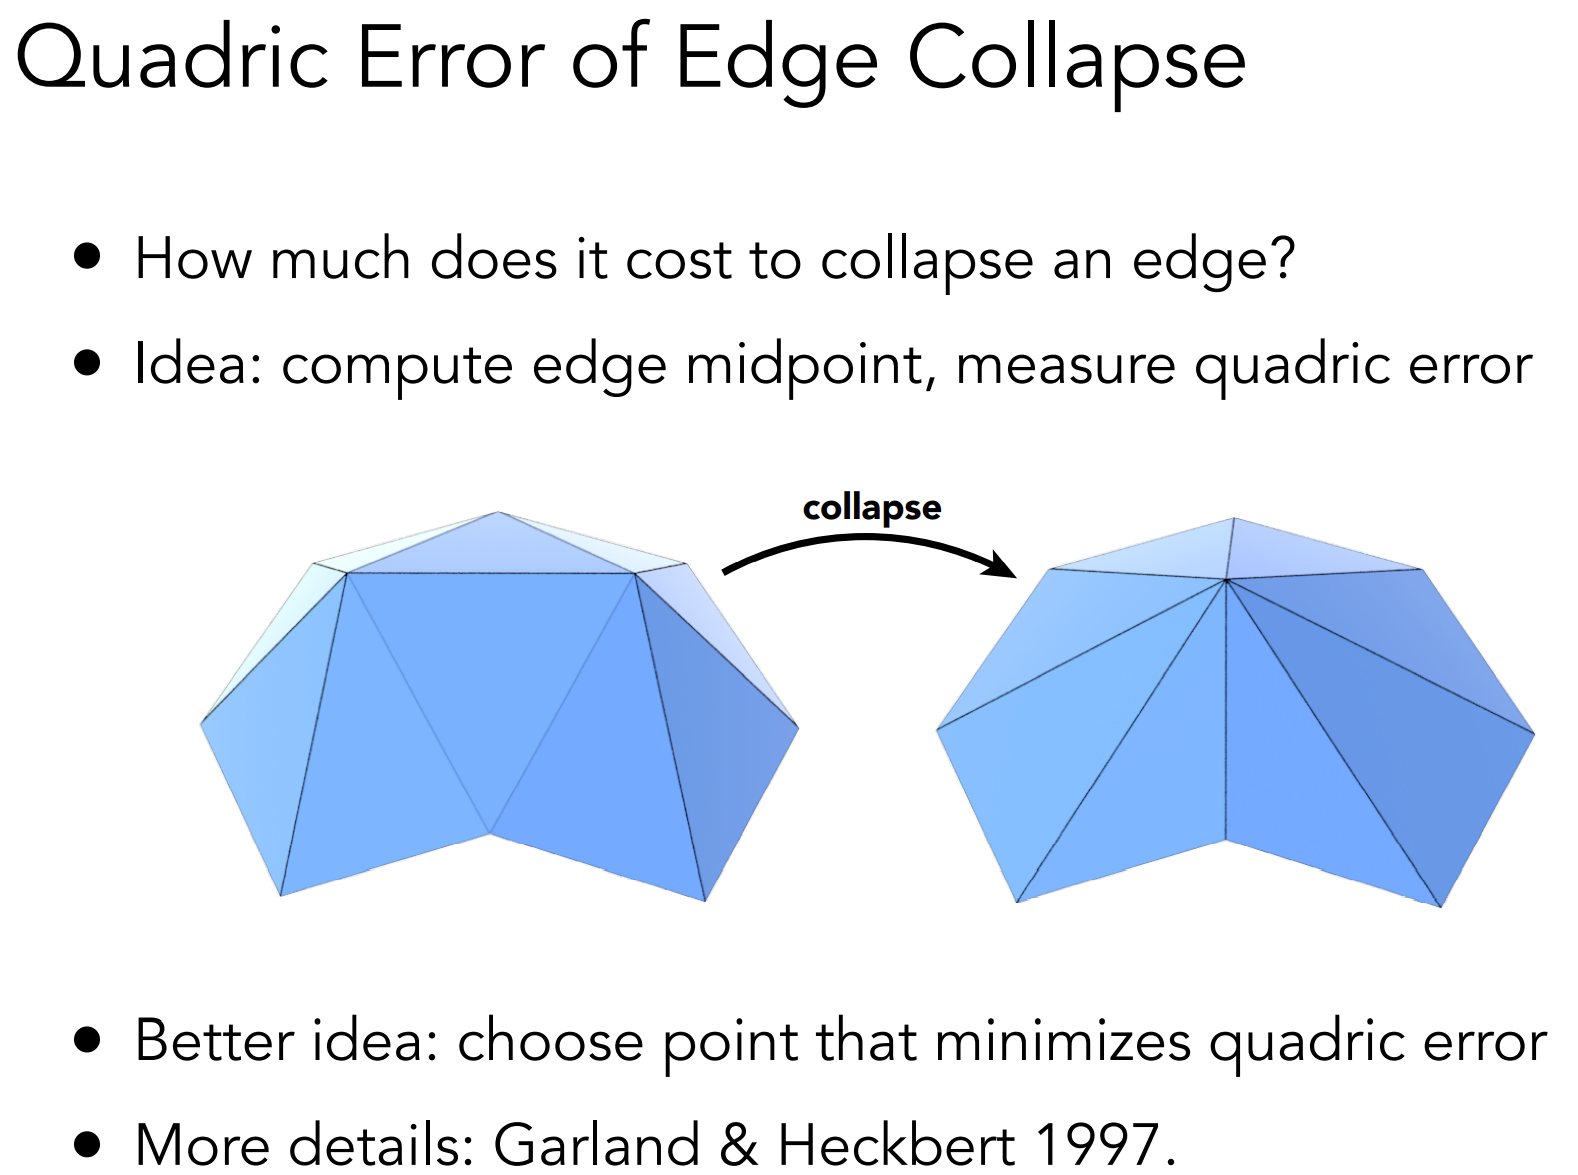 Quadric Error of Edge Collapse
● How much does it cost to collapse an edge?
● Idea: compute edge midpoint, measure quadric error
collapse
● Better idea: choose point that minimizes quadric error
● More details: Garland & Heckbert 1997.